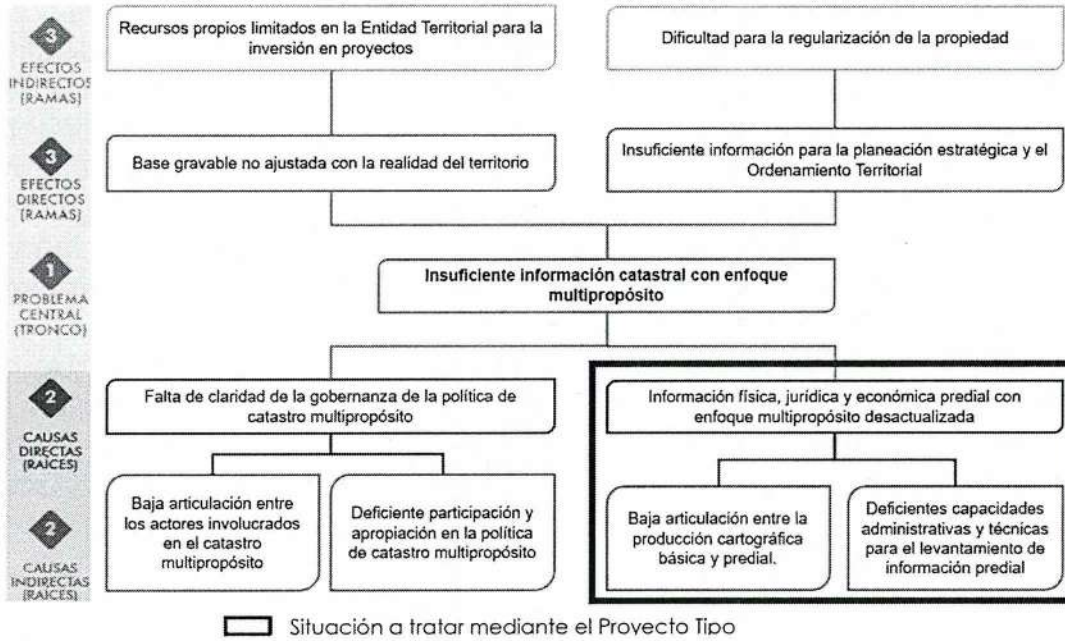 3
EFECTOS
INDIRECTOS
(RAMAS)
Recursos propios limitados en la Entidad Territorial para la
inversión en proyectos
Dificultad para la regularización de la propiedad
3
EFECTOS
DIRECTOS
(RAMAS)
Base gravable no ajustada con la realidad del territorio
Insuficiente información para la planeación estratégica y el
Ordenamiento Territorial
1
PROBLEMA
CENTRAL
(TRONCO)
Insuficiente información catastral con enfoque
multipropósito
2
CAUSAS
DIRECTAS
(RAÍCES)
Falta de claridad de la gobernanza de la política de
catastro multipropósito
Información física, jurídica y económica predial con
enfoque multipropósito desactualizada
2
CAUSAS
INDIRECTAS
(RAÍCES)
Baja articulación entre
los actores involucrados
en el catastro
multipropósito
Deficiente participación y
apropiación en la política
de catastro multipropósito
Baja articulación entre la
producción cartográfica
básica y predial.
Deficientes capacidades
administrativas y técnicas
para el levantamiento de
información predial
Situación a tratar mediante el Proyecto Tipo